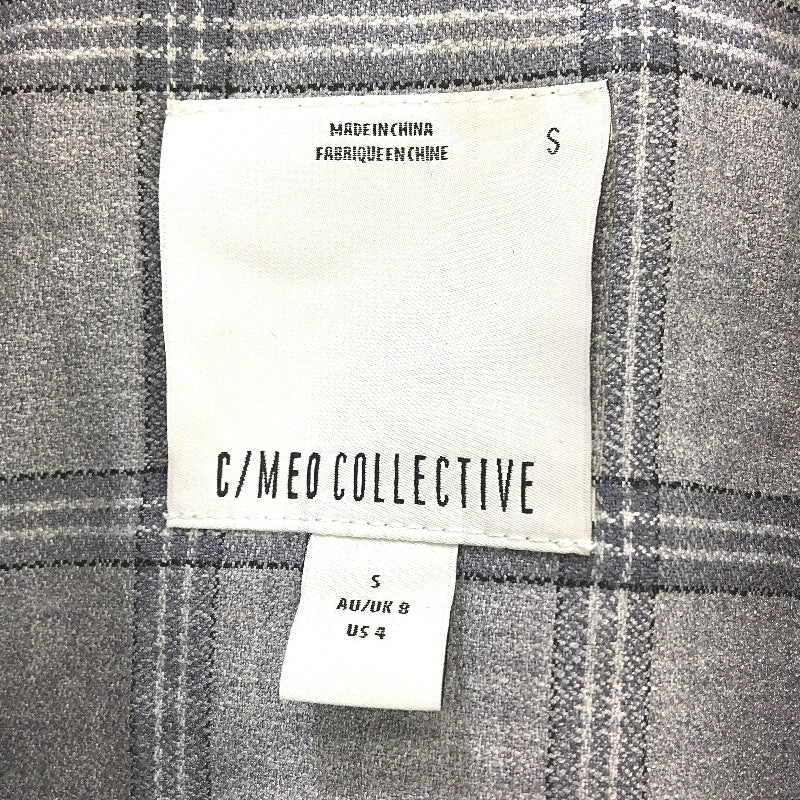 MADE IN CHINA
FABRIQUE EN CHINE
S
C/MEO COLLECTIVE
S
AU/UK 8
US 4